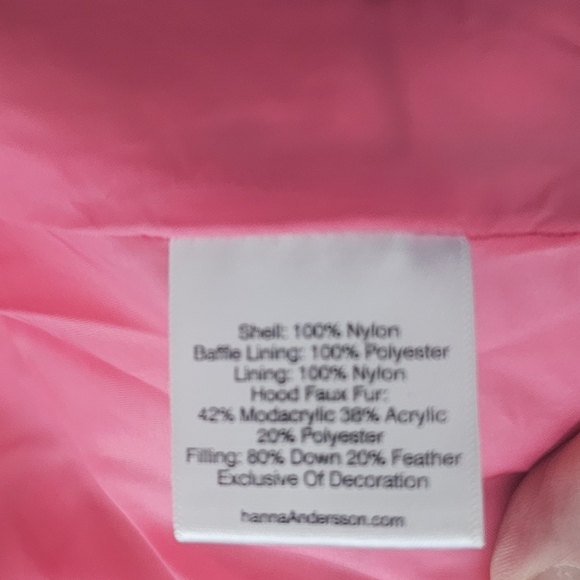 Shell: 100% Nylon
Baffle Lining: 100% Polyester
Lining: 100% Nylon
Hood Faux Fur:
42% Modacrylic 38% Acrylic
20% Polyester
Filling: 80% Down 20% Feather
Exclusive Of Decoration
hannaAndersson.com